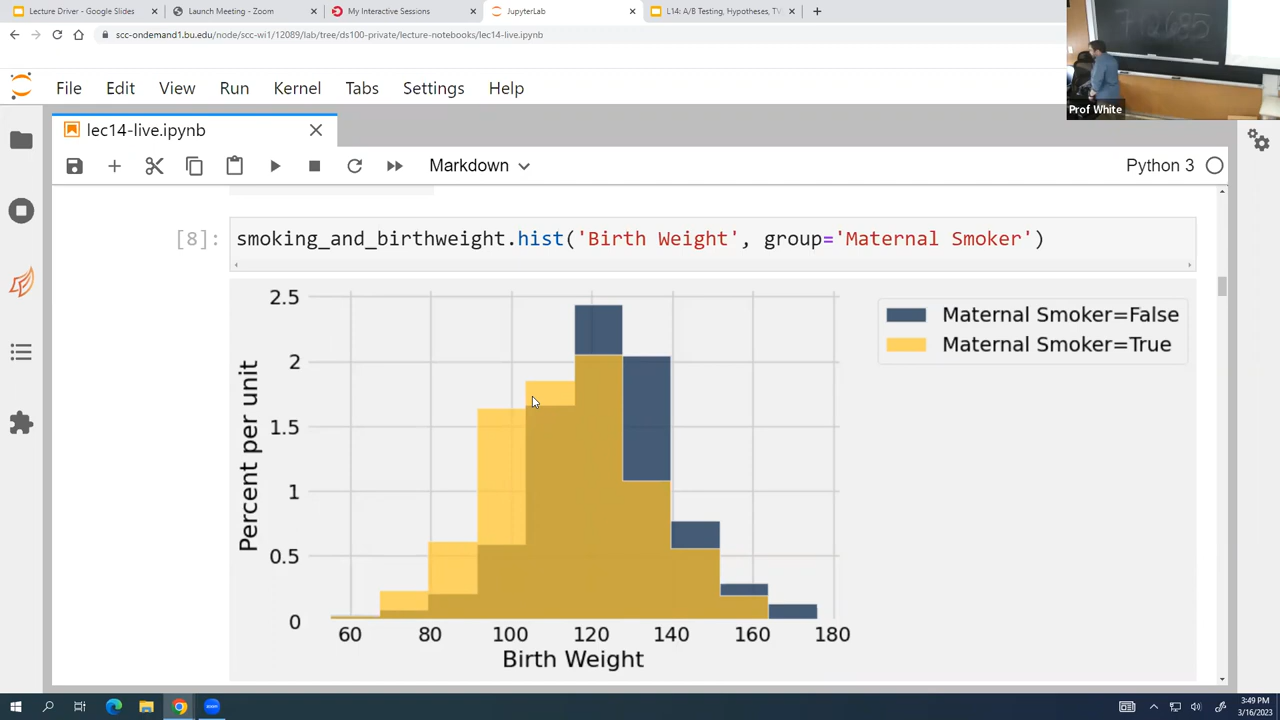 Lecture Driver - Google Slides
Launch Meeting - Zoom
My Interactive Sessions
JupyterLab
L14: A/B Testing, Hypotheses, TV
scc-ondemand1.bu.edu/node/scc-wi1/12089/lab/tree/ds100-private/lecture-notebooks/lec14-live.ipynb
Prof White
File Edit View Run Kernel Tabs Settings Help
lec14-live.ipynb
Markdown
Python 3
[8]: smoking_and_birthweight.hist('Birth Weight', group='Maternal Smoker')
2.5
2
1.5
1
0.5
0
Percent per unit
60 80 100 120 140 160 180
Birth Weight
Maternal Smoker=False
Maternal Smoker=True
3:49 PM
3/16/2023